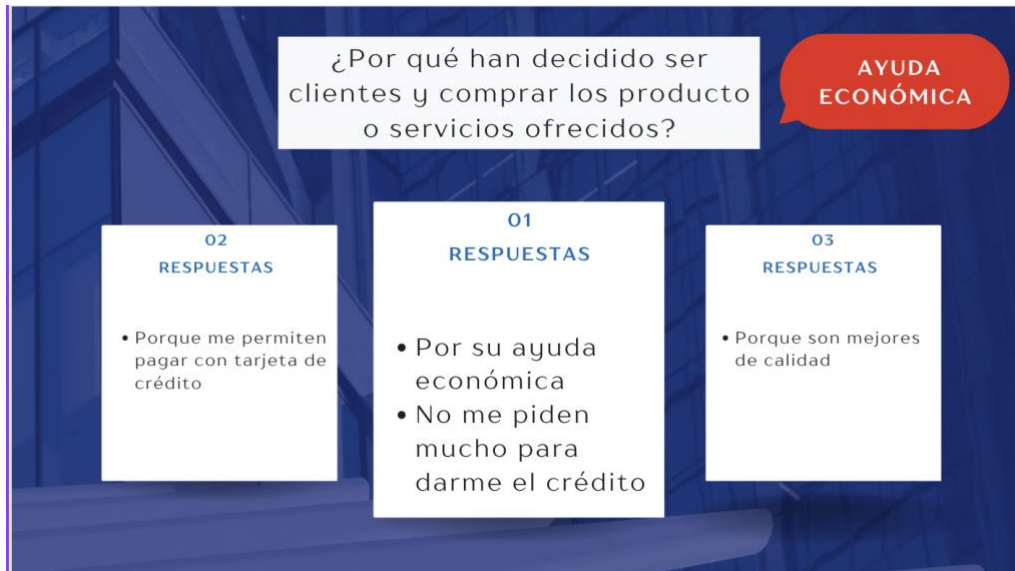 ¿Por qué han decidido ser
clientes y comprar los producto
o servicios ofrecidos?
AYUDA
ECONÓMICA
02
RESPUESTAS
• Porque me permiten
pagar con tarjeta de
crédito
01
RESPUESTAS
• Por su ayuda
económica
• No me piden
mucho para
darme el crédito
03
RESPUESTAS
• Porque son mejores
de calidad